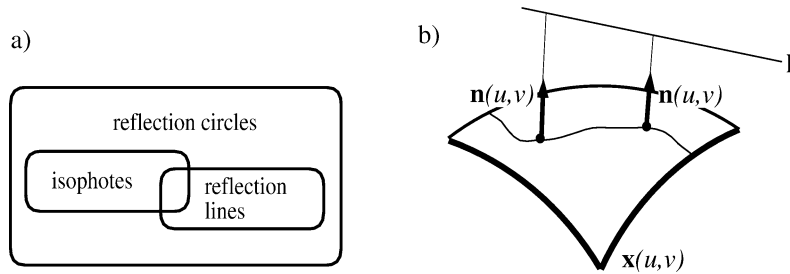 a)
reflection circles
isophotes
reflection
lines
b)
l
n(u,v)
n(u,v)
x(u,v)